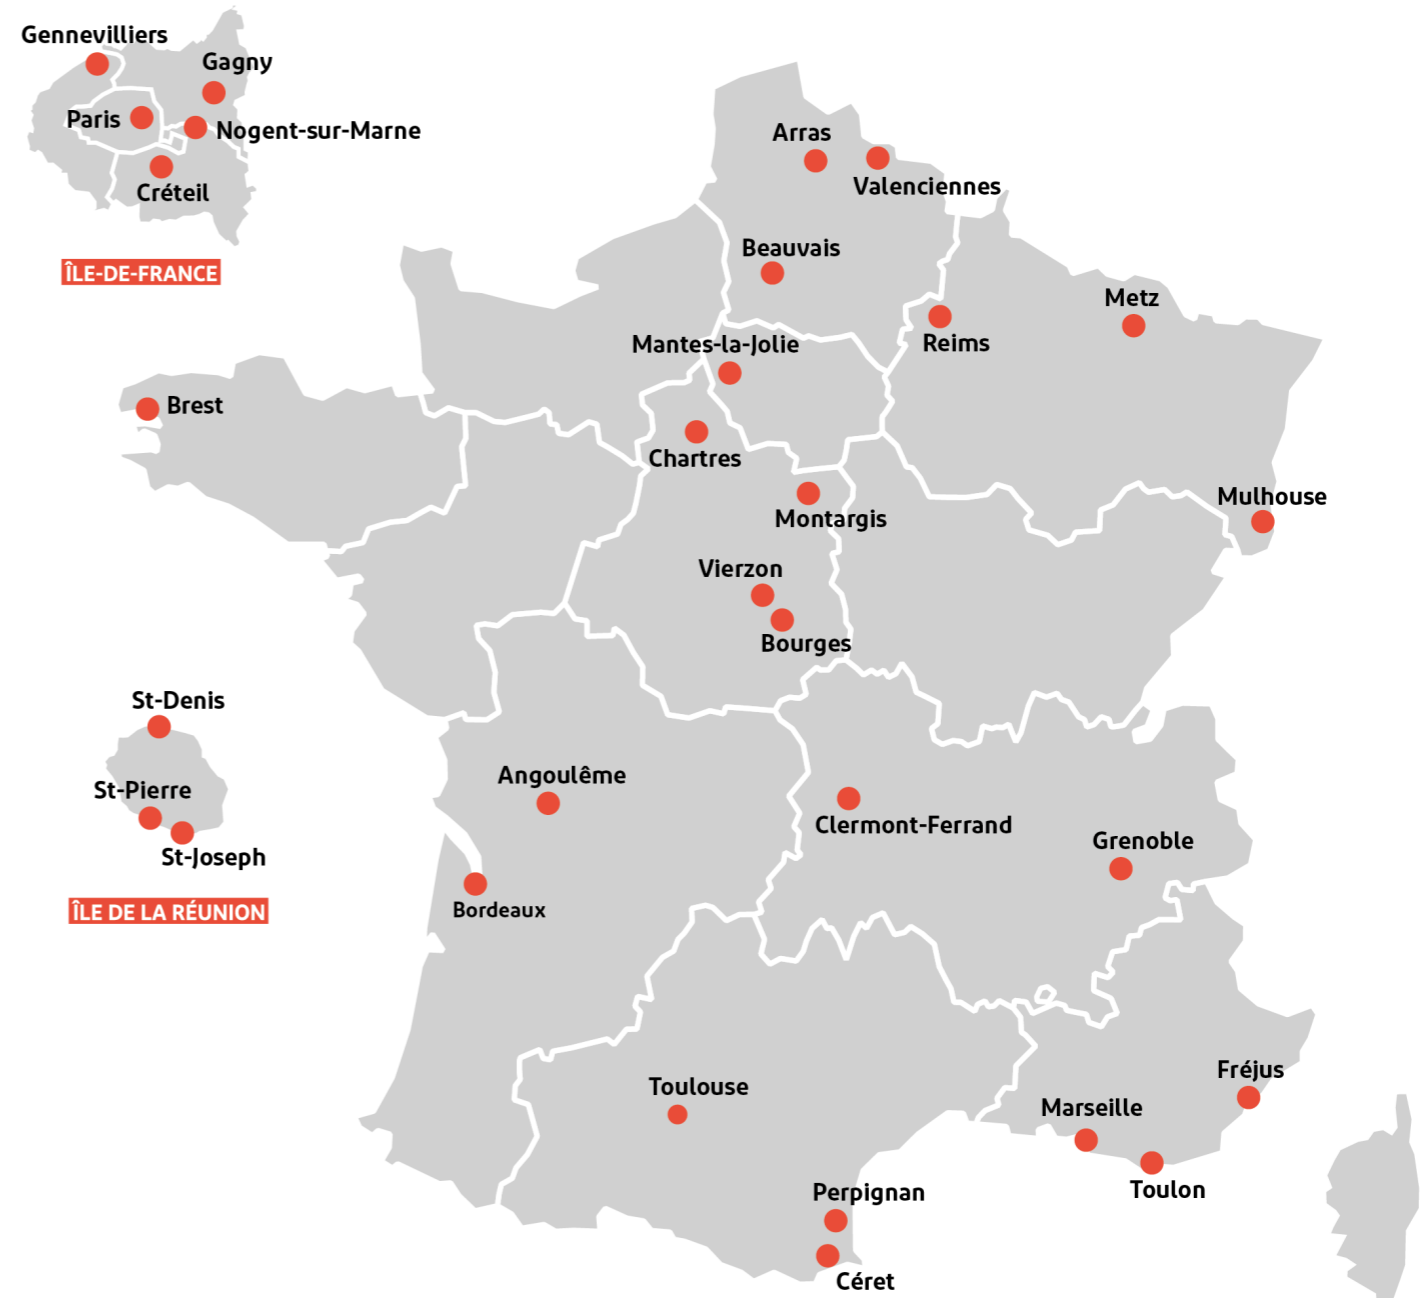 Gennevilliers
Gagny
Paris
Nogent-sur-Marne
Créteil
ÎLE-DE-FRANCE
Arras
Valenciennes
Beauvais
Metz
Reims
Mantes-la-Jolie
Brest
Chartres
Mulhouse
Montargis
Vierzon
Bourges
St-Denis
St-Pierre
St-Joseph
ÎLE DE LA RÉUNION
Angoulême
Clermont-Ferrand
Grenoble
Bordeaux
Toulouse
Fréjus
Marseille
Toulon
Perpignan
Céret